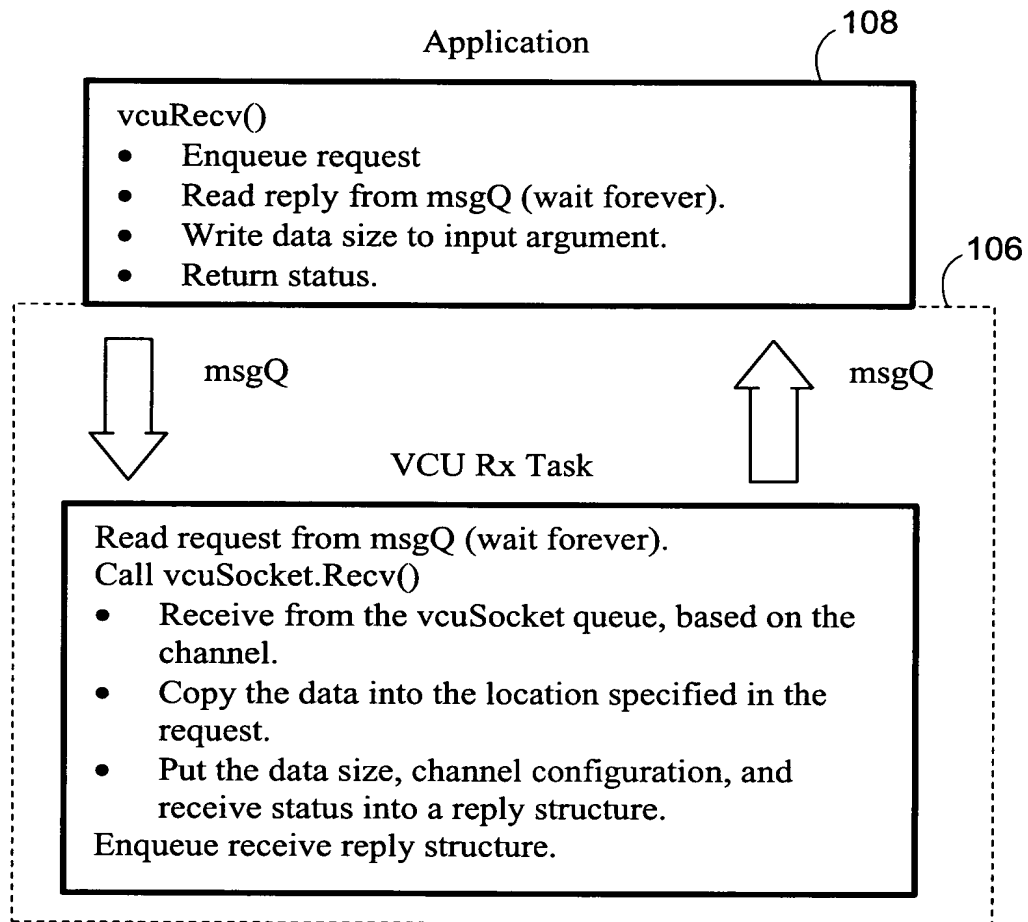 108
Application
vcuRecv()
• Enqueue request
• Read reply from msgQ (wait forever).
• Write data size to input argument.
• Return status.
106
msgQ
msgQ
VCU Rx Task
Read request from msgQ (wait forever).
Call vcuSocket.Recv()
• Receive from the vcuSocket queue, based on the
channel.
• Copy the data into the location specified in the
request.
• Put the data size, channel configuration, and
receive status into a reply structure.
Enqueue receive reply structure.